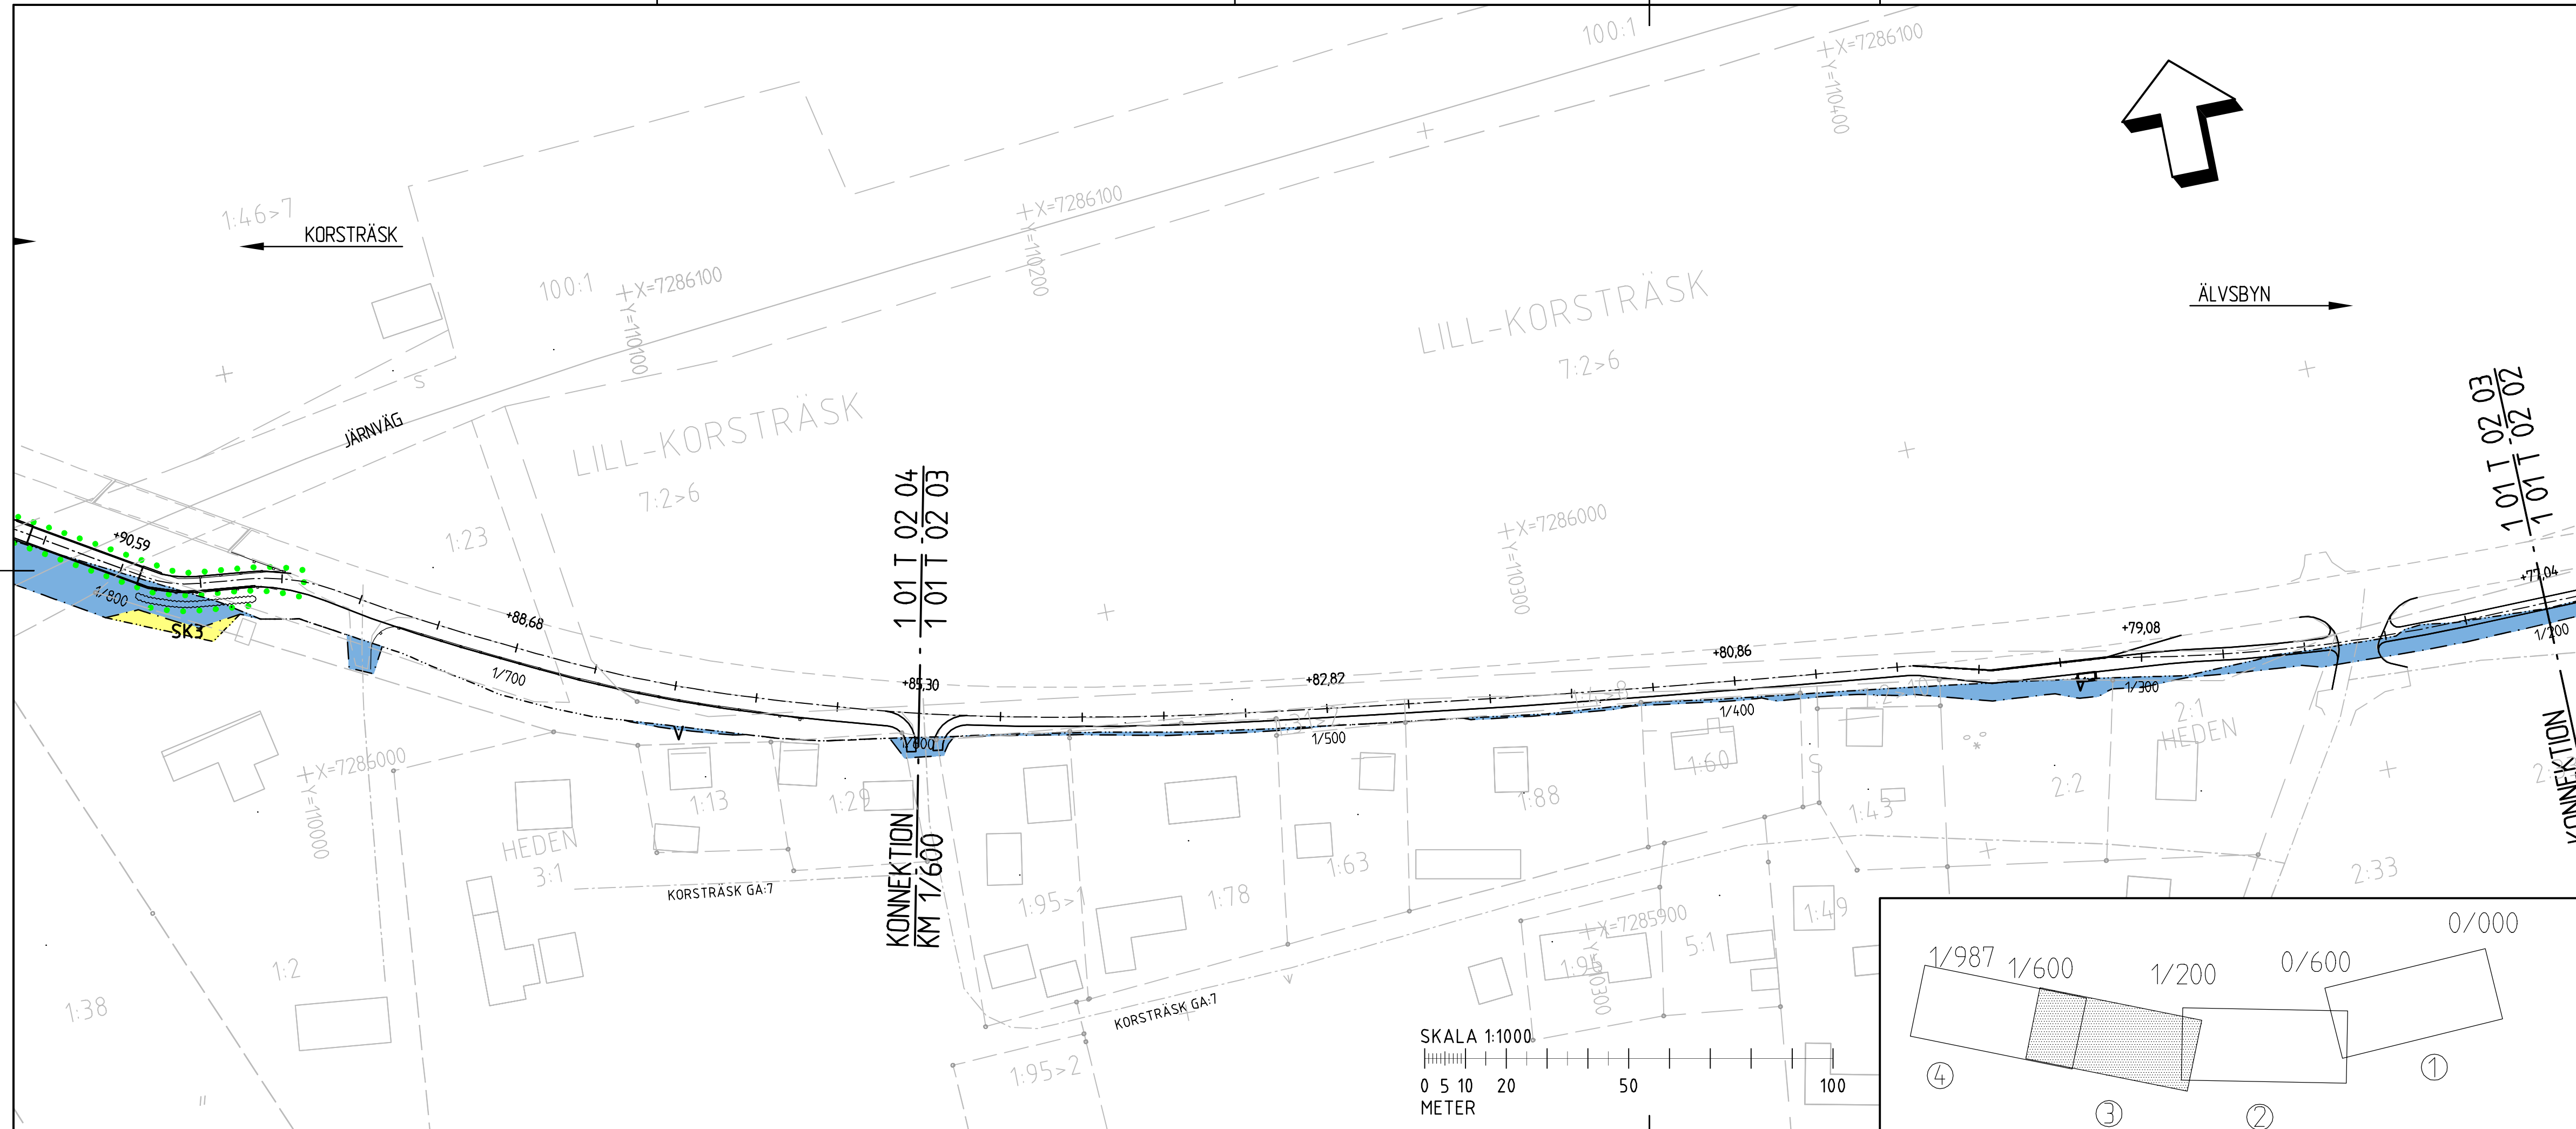 100:1
X=7286100
Y=110400
1:46>7
KORSTRÄSK
X=7286100
Y=110200
100:1
X=7286100
Y=110100
LILL-KORSTRÄSK
7:2>6
ÄLVSBYN
S
JÄRNVÄG
LILL-KORSTRÄSK
7:2>6
1:23
1 01 T 02 04
1 01 T 02 03
X=7286000
Y=110300
1 01 T 02 03
1 01 T 02 02
+90,59
1/800
SK3
+88,68
1/700
+85,30
1/600
+82,82
1/500
+80,86
1/400
+79,08
1/300
+77,04
1/200
2:1
HEDEN
X=7286000
Y=110000
HEDEN
3:1
1:13
1:29
1:88
1:60
S
1:43
2:2
KONNEKTION
KM 1/600
KONNEKTION
KORSTRÄSK GA:7
1:95>1
1:78
1:63
X=7285900
1:49
5:1
2:33
1:2
1:38
KORSTRÄSK GA:7
1:95>2
SKALA 1:1000
0 5 10 20 50 100
METER
1/987
1/600
1/200
0/600
0/000
4
3
2
1